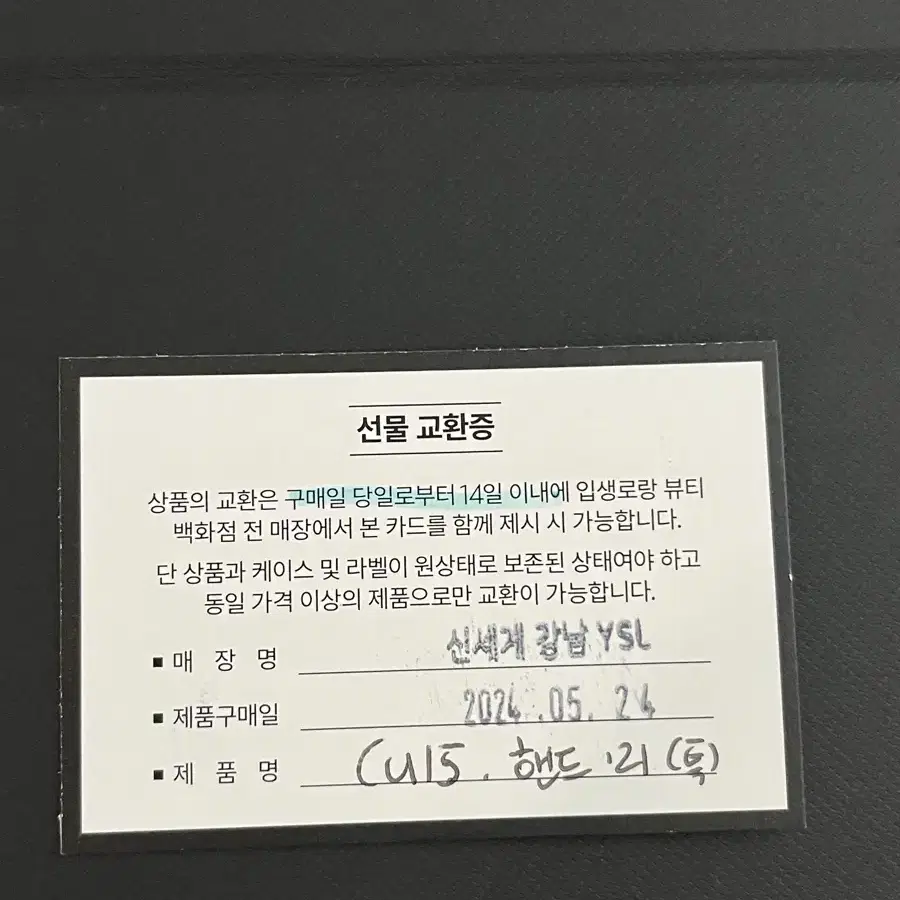 선물 교환증
상품의 교환은 구매일 당일로부터 14일 이내에 입생로랑 뷰티
백화점 전 매장에서 본 카드를 함께 제시 시 가능합니다.
단 상품과 케이스 및 라벨이 원상태로 보존된 상태여야 하고
동일 가격 이상의 제품으로만 교환이 가능합니다.
▪ 매 장 명 신세계 강남 YSL
▪ 제품구매일 2024.05.24
▪ 제 품 명 핸드